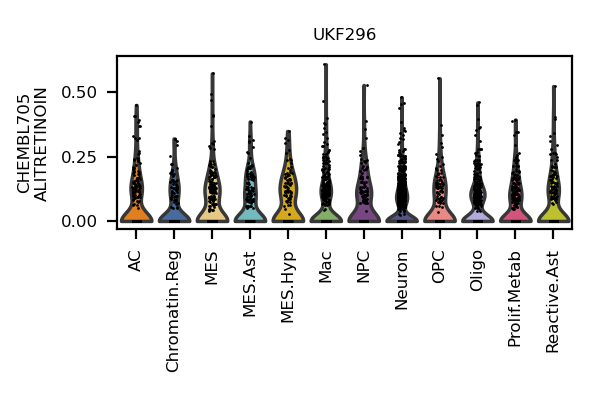 UKF296
CHEMBL705
ALITRETINOIN
0.50
0.25
0.00
AC
Chromatin.Reg
MES
MES.Ast
MES.Hyp
Mac
NPC
Neuron
OPC
Oligo
Prolif.Metab
Reactive.Ast